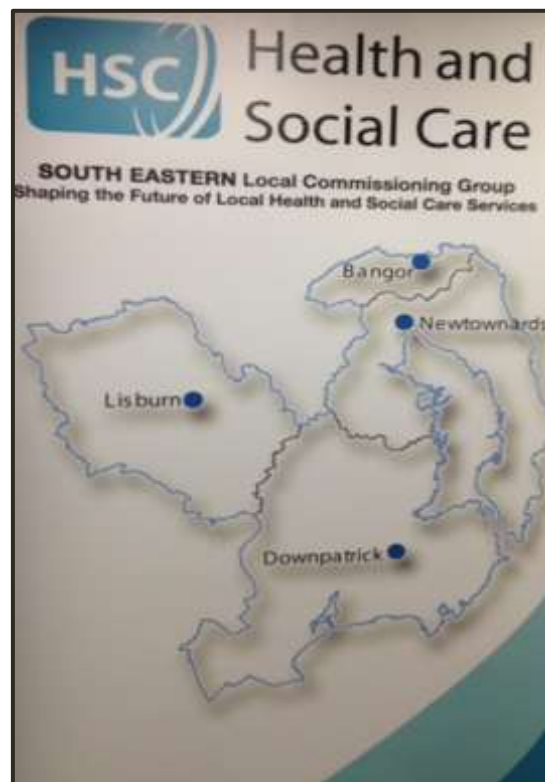 HSC
Health and
Social Care
SOUTH EASTERN Local Commissioning Group
Shaping the Future of Local Health and Social Care Services
Bangor
Newtownards
Lisburn
Downpatrick